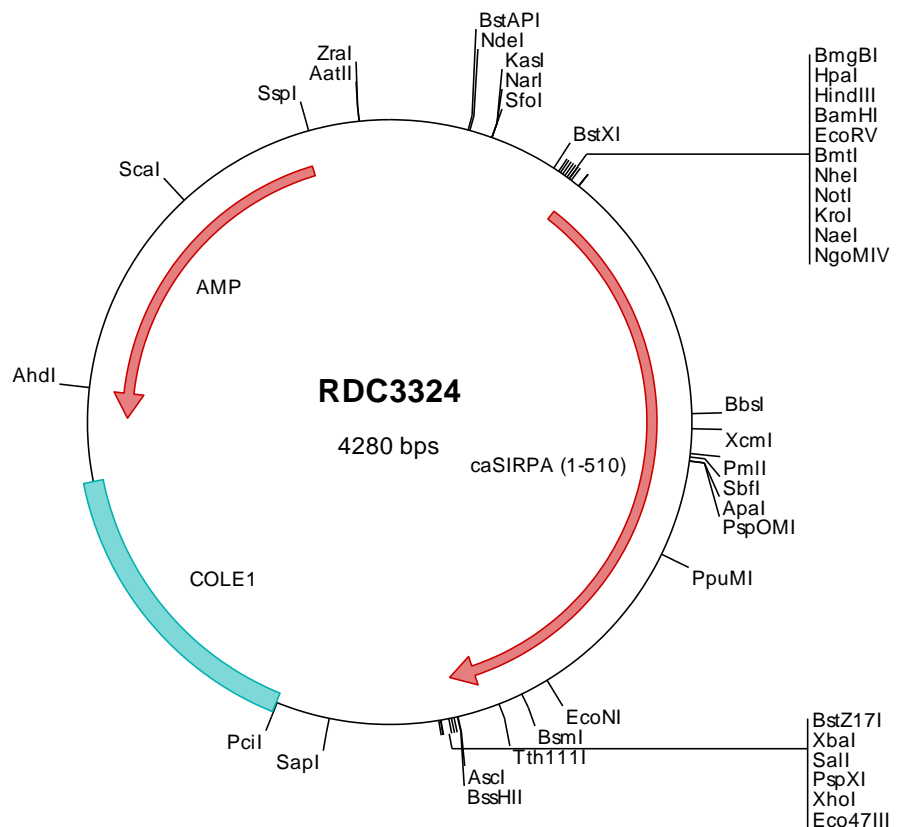 BstAPI
NdeI
KasI
NarI
SfoI
ZraI
AatII
SspI
ScaI
BstXI
BmgBI
HpaI
HindIII
BamHI
EcoRV
BmtI
NheI
NotI
KroI
NaeI
NgoMIV
AMP
AhdI
RDC3324
4280 bps
caSIRPA (1-510)
BbsI
XcmI
PmlI
SbfI
ApaI
PspOMI
PpuMI
COLE1
EcoNI
BsmI
Tth111I
AscI
BssHII
PciI
SapI
BstZ17I
XbaI
SalI
PspXI
XhoI
Eco47III